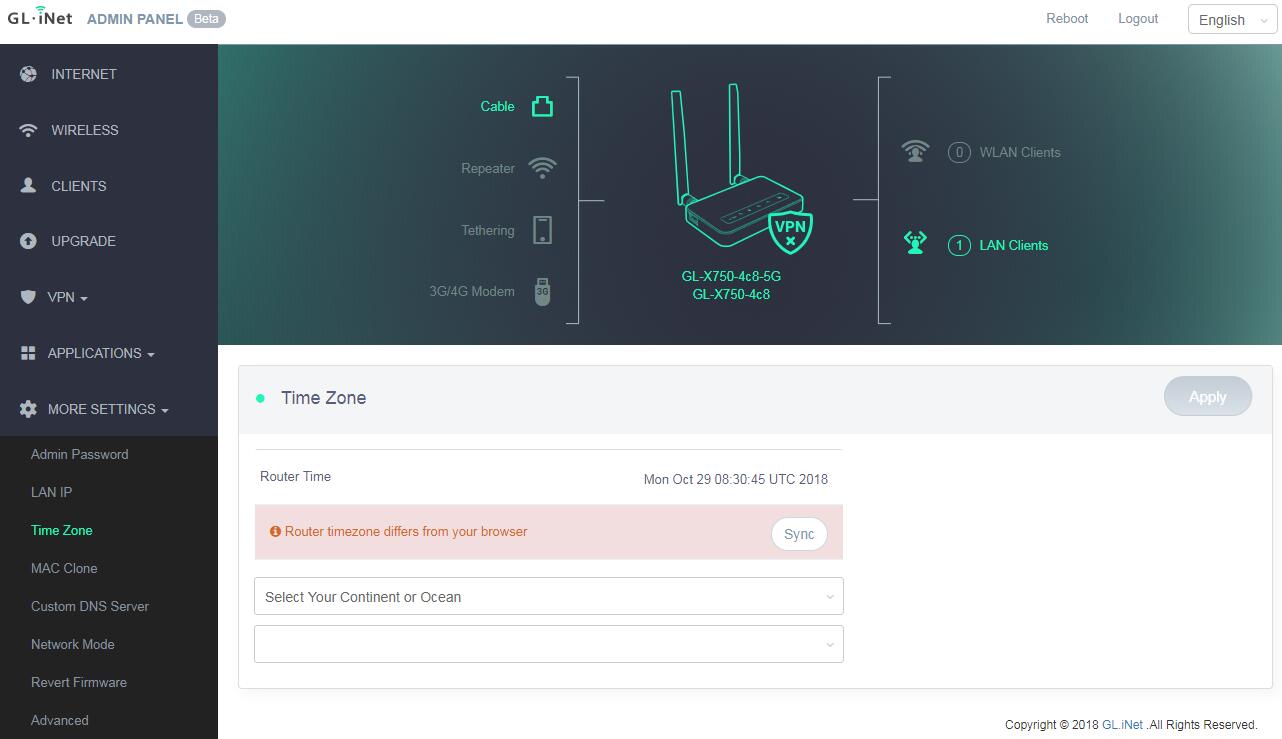 GL·iNet ADMIN PANEL Beta Reboot Logout English
INTERNET
WIRELESS
CLIENTS
UPGRADE
VPN
APPLICATIONS
MORE SETTINGS
Admin Password
LAN IP
Time Zone
MAC Clone
Custom DNS Server
Network Mode
Revert Firmware
Advanced
Cable
Repeater
Tethering
3G/4G Modem 3G
VPN
GL-X750-4c8-5G
GL-X750-4c8
0 WLAN Clients
1 LAN Clients
Time Zone Apply
Router Time Mon Oct 29 08:30:45 UTC 2018
Router timezone differs from your browser Sync
Select Your Continent or Ocean
Copyright © 2018 GL.iNet .All Rights Reserved.